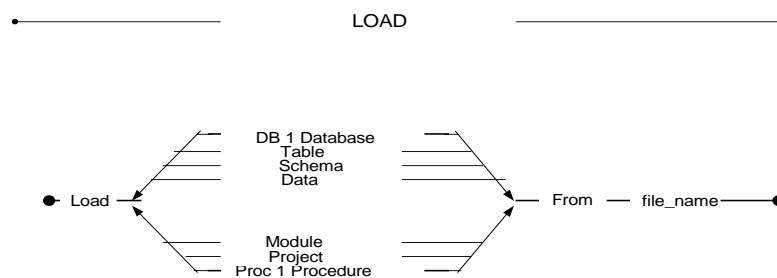 LOAD
DB 1 Database
Table
Schema
Data
Load From file_name
Module
Project
Proc 1 Procedure